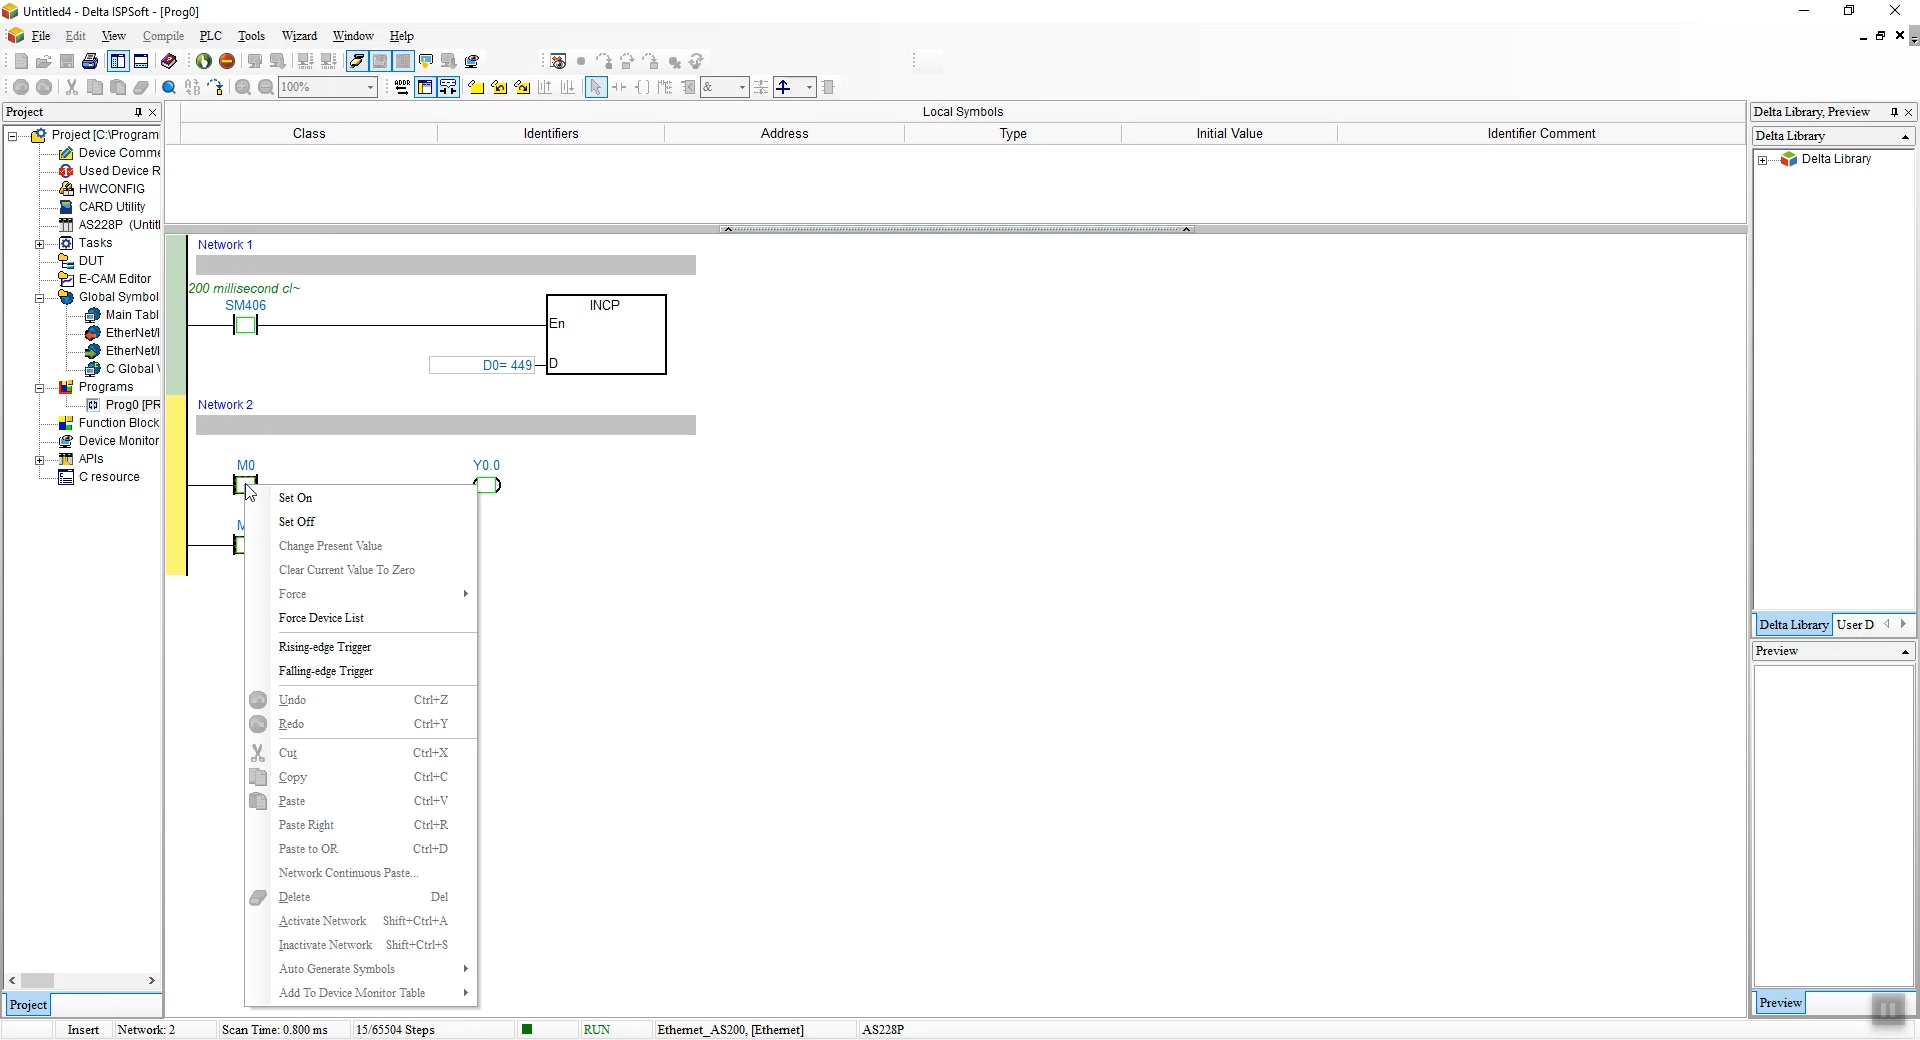 Untitled4 - Delta ISPSoft - [Prog0]
File Edit View Compile PLC Tools Wizard Window Help
100%
ADDR
&
Project
Project [C:\Program
Device Comme
Used Device R
HWCONFIG
CARD Utility
AS228P (Untitl
Tasks
DUT
E-CAM Editor
Global Symbol
Main Tabl
EtherNet/I
EtherNet/I
C Global V
Programs
Prog0 [PR
Function Block
Device Monitor
APIs
C resource
Project
Local Symbols
Class Identifiers Address Type Initial Value Identifier Comment
Network 1
200 millisecond cl~
SM406
INCP
En
D0= 449
D
Network 2
M0
Y0.0
M
Set On
Set Off
Change Present Value
Clear Current Value To Zero
Force
Force Device List
Rising-edge Trigger
Falling-edge Trigger
Undo Ctrl+Z
Redo Ctrl+Y
Cut Ctrl+X
Copy Ctrl+C
Paste Ctrl+V
Paste Right Ctrl+R
Paste to OR Ctrl+D
Network Continuous Paste...
Delete Del
Activate Network Shift+Ctrl+A
Inactivate Network Shift+Ctrl+S
Auto Generate Symbols
Add To Device Monitor Table
Delta Library, Preview
Delta Library
Delta Library
Delta Library User D
Preview
Preview
Insert Network: 2 Scan Time: 0.800 ms 15/65504 Steps RUN Ethernet_AS200, [Ethernet] AS228P